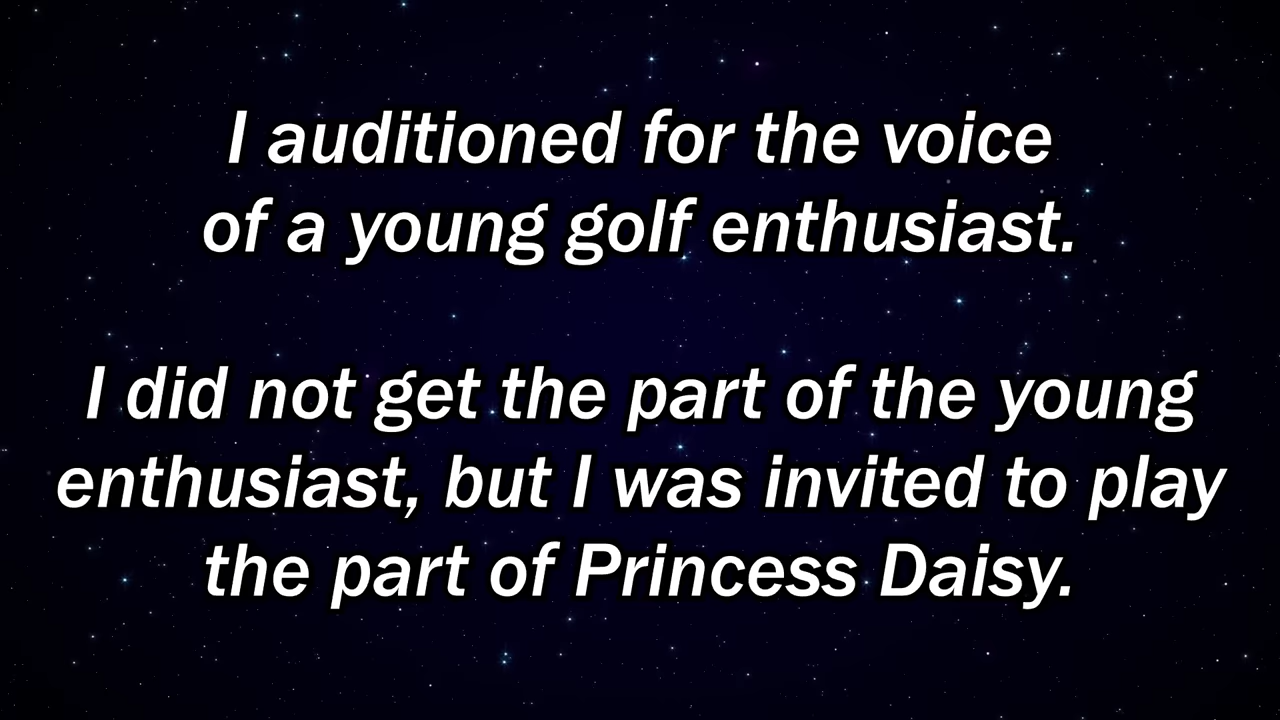 I auditioned for the voice
of a young golf enthusiast.
I did not get the part of the young
enthusiast, but I was invited to play
the part of Princess Daisy.